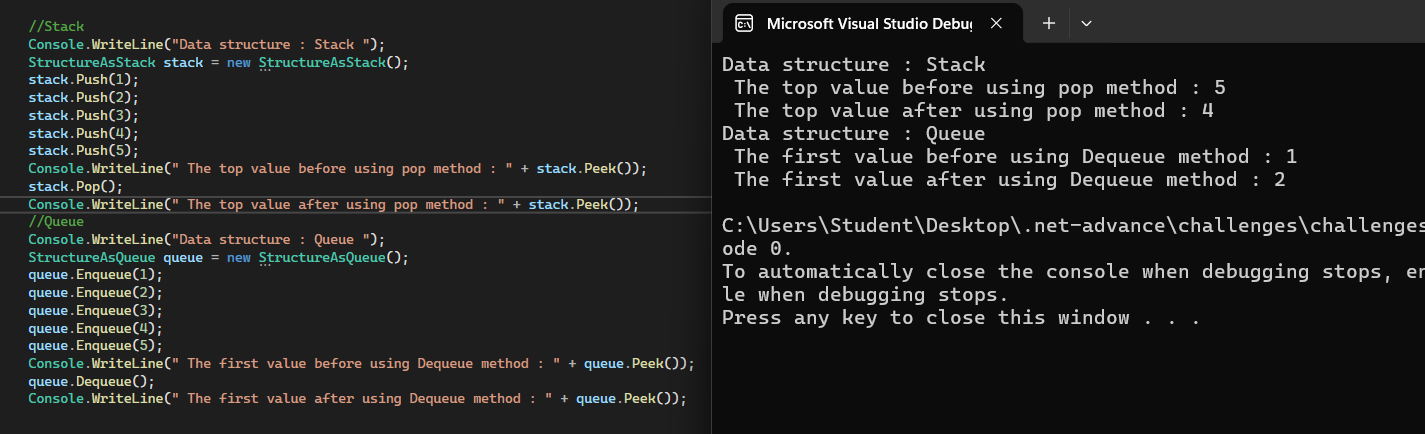 //Stack
Console.WriteLine("Data structure : Stack ");
StructureAsStack stack = new StructureAsStack();
stack.Push(1);
stack.Push(2);
stack.Push(3);
stack.Push(4);
stack.Push(5);
Console.WriteLine(" The top value before using pop method : " + stack.Peek());
stack.Pop();
Console.WriteLine(" The top value after using pop method : " + stack.Peek());
//Queue
Console.WriteLine("Data structure : Queue ");
StructureAsQueue queue = new StructureAsQueue();
queue.Enqueue(1);
queue.Enqueue(2);
queue.Enqueue(3);
queue.Enqueue(4);
queue.Enqueue(5);
Console.WriteLine(" The first value before using Dequeue method : " + queue.Peek());
queue.Dequeue();
Console.WriteLine(" The first value after using Dequeue method : " + queue.Peek());
Microsoft Visual Studio Debug
Data structure : Stack
 The top value before using pop method : 5
 The top value after using pop method : 4
Data structure : Queue
 The first value before using Dequeue method : 1
 The first value after using Dequeue method : 2
C:\Users\Student\Desktop\.net-advance\challenges\challenges
ode 0.
To automatically close the console when debugging stops, en
le when debugging stops.
Press any key to close this window . . .